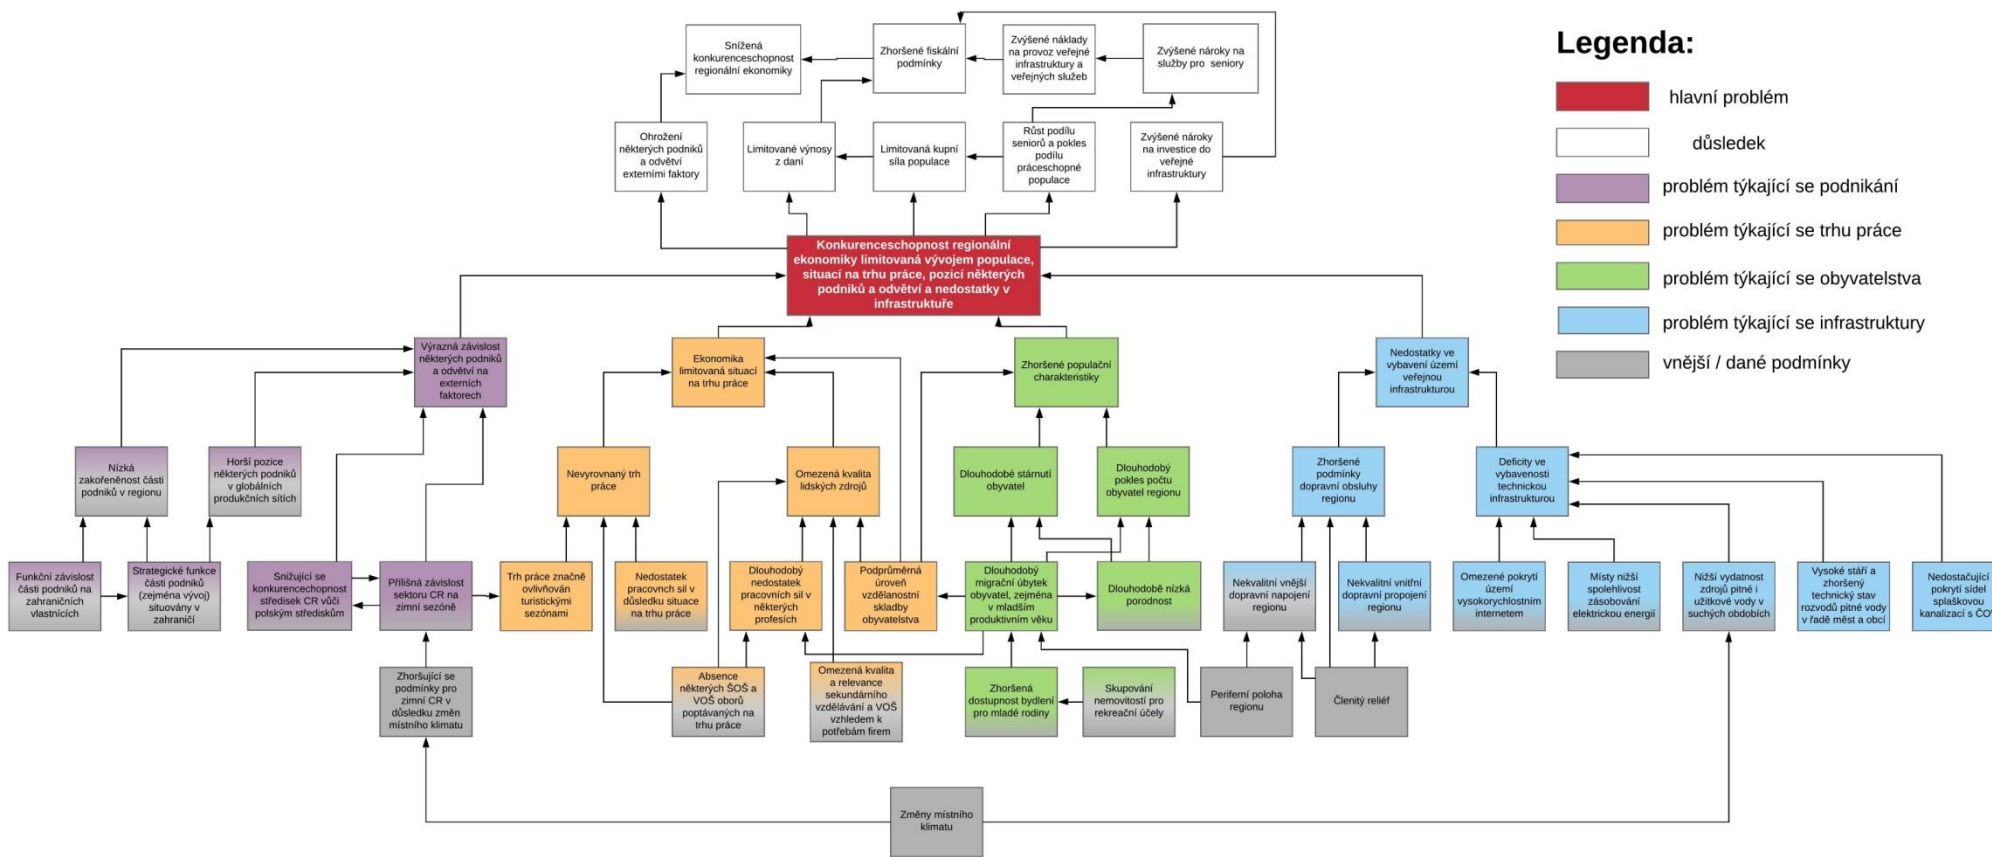 Legenda:
hlavní problém
důsledek
problém týkající se podnikání
problém týkající se trhu práce
problém týkající se obyvatelstva
problém týkající se infrastruktury
vnější / dané podmínky
Snížená
konkurenceschopnost
regionální ekonomiky
Zhoršené fiskální
podmínky
Zvýšené náklady
na provoz veřejné
infrastruktury a
veřejných služeb
Zvýšené nároky na
služby pro seniory
Ohrožení
některých podniků
a odvětví
externími faktory
Limitované výnosy
z daní
Limitovaná kupní
síla populace
Růst podílu
seniorů a pokles
podílu
práceschopné
populace
Zvýšené nároky
na investice do
veřejné
infrastruktury
Konkurenceschopnost regionální
ekonomiky limitovaná vývojem populace,
situací na trhu práce, pozicí některých
podniků a odvětví a nedostatky v
infrastruktuře
Výrazná závislost
některých podniků
a odvětví na
externích
faktorech
Ekonomika
limitovaná situací
na trhu práce
Zhoršené populační
charakteristiky
Nedostatky ve
vybavení území
veřejnou
infrastrukturou
Nízká
zakořeněnost části
podniků v regionu
Horší pozice
některých podniků
v globálních
produkčních sítích
Nevyrovnaný trh
práce
Omezená kvalita
lidských zdrojů
Dlouhodobé stárnutí
obyvatel
Dlouhodobý
pokles počtu
obyvatel regionu
Zhoršené
podmínky
dopravní obsluhy
regionu
Deficity ve
vybavenosti
technickou
infrastrukturou
Funkční závislost
části podniků na
zahraničních
vlastnících
Strategické funkce
části podniků
(zejména vývoj)
situovány v
zahraničí
Snižující se
konkurencechopnost
středisek CR vůči
polským střediskům
Přílišná závislost
sektoru CR na
zimní sezóně
Trh práce značně
ovlivňován
turistickými
sezónami
Nedostatek
pracovnch sil v
důsledku situace
na trhu práce
Dlouhodobý
nedostatek
pracovních sil v
některých
profesích
Podprůměrná
úroveň
vzdělanostní
skladby
obyvatelstva
Dlouhodobý
migrační úbytek
obyvatel, zejména
v mladším
produktivním věku
Dlouhodobě nízká
porodnost
Nekvalitní vnější
dopravní napojení
regionu
Nekvalitní vnitřní
dopravní propojení
regionu
Omezené pokrytí
území
vysokorychlostním
internetem
Místy nižší
spolehlivost
zásobování
elektrickou energií
Nižší vydatnost
zdrojů pitné i
užitkové vody v
suchých obdobích
Vysoké stáří a
zhoršený
technický stav
rozvodů pitné vody
v řadě měst a obcí
Nedostačující
pokrytí sídel
splaškovou
kanalizací s ČOV
Zhoršující se
podmínky pro
zimní CR v
důsledku změn
místního klimatu
Absence
některých ŠOŠ a
VOŠ oborů
poptávaných na
trhu práce
Omezená kvalita
a relevance
sekundárního
vzdělávání a VOŠ
vzhledem k
potřebám firem
Zhoršená
dostupnost bydlení
pro mladé rodiny
Skupování
nemovitostí pro
rekreační účely
Periferní poloha
regionu
Členitý reliéf
Změny místního
klimatu